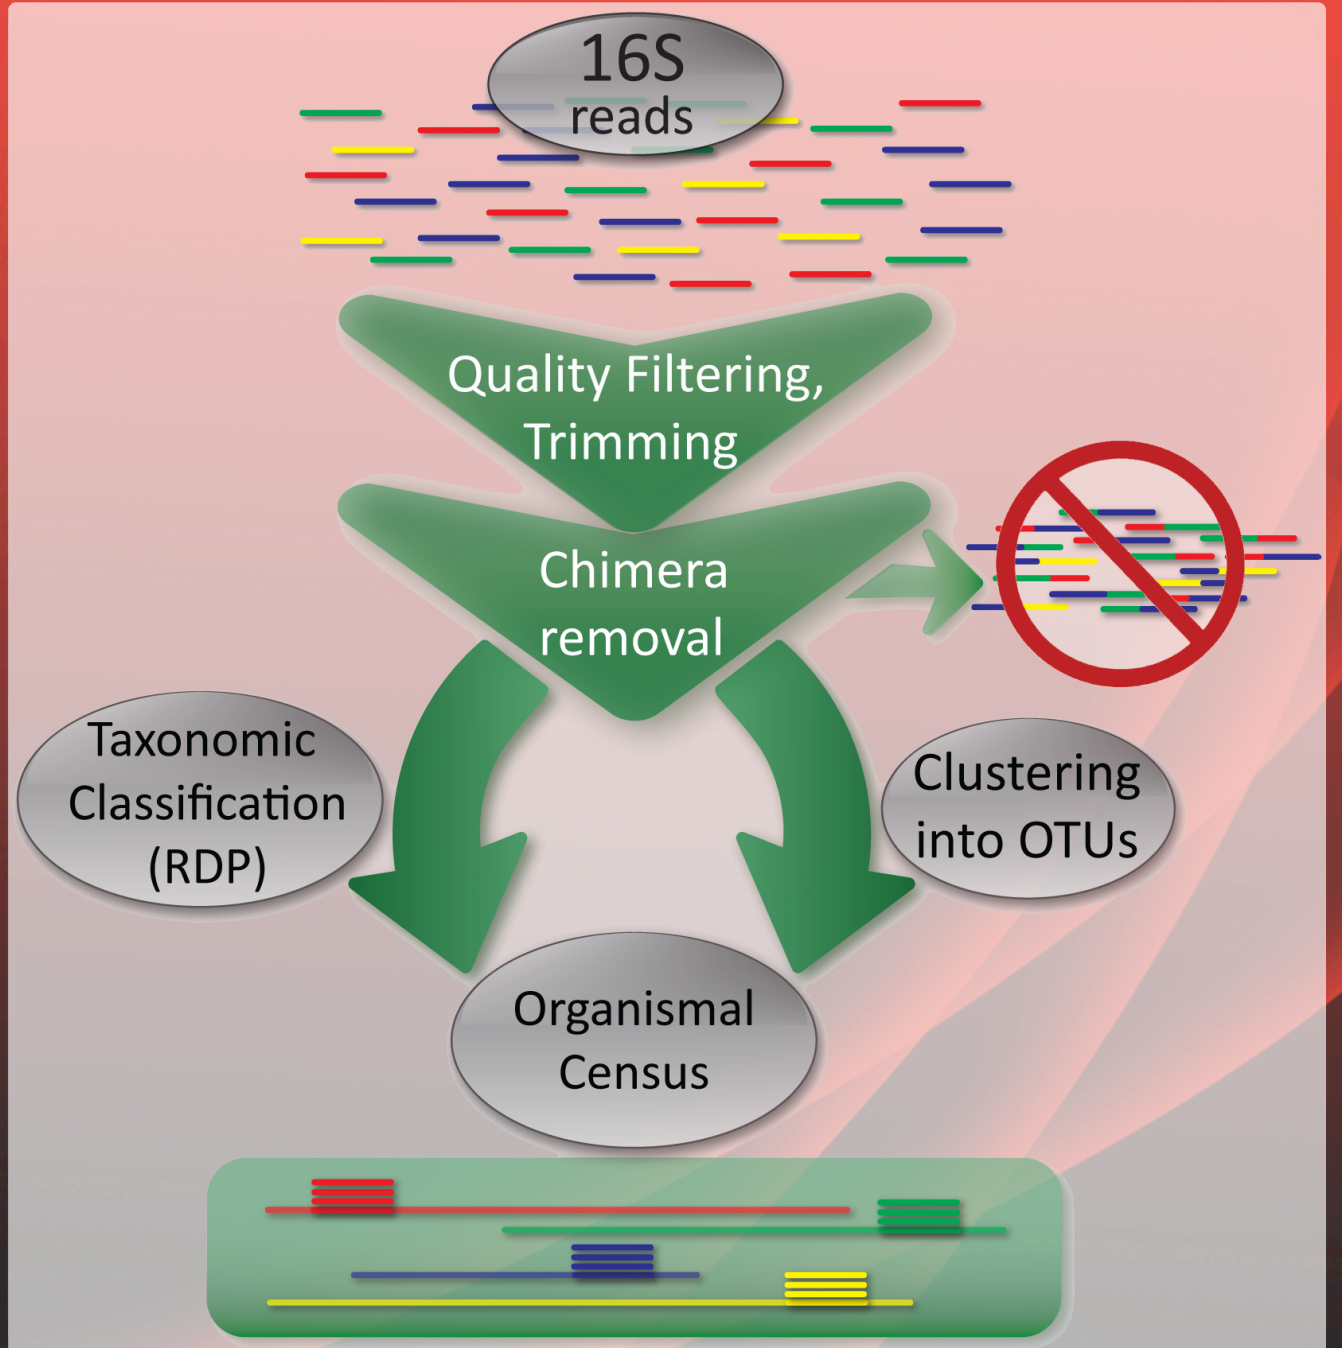 16S
reads
Quality Filtering,
Trimming
Chimera
removal
Taxonomic
Classification
(RDP)
Clustering
into OTUs
Organismal
Census